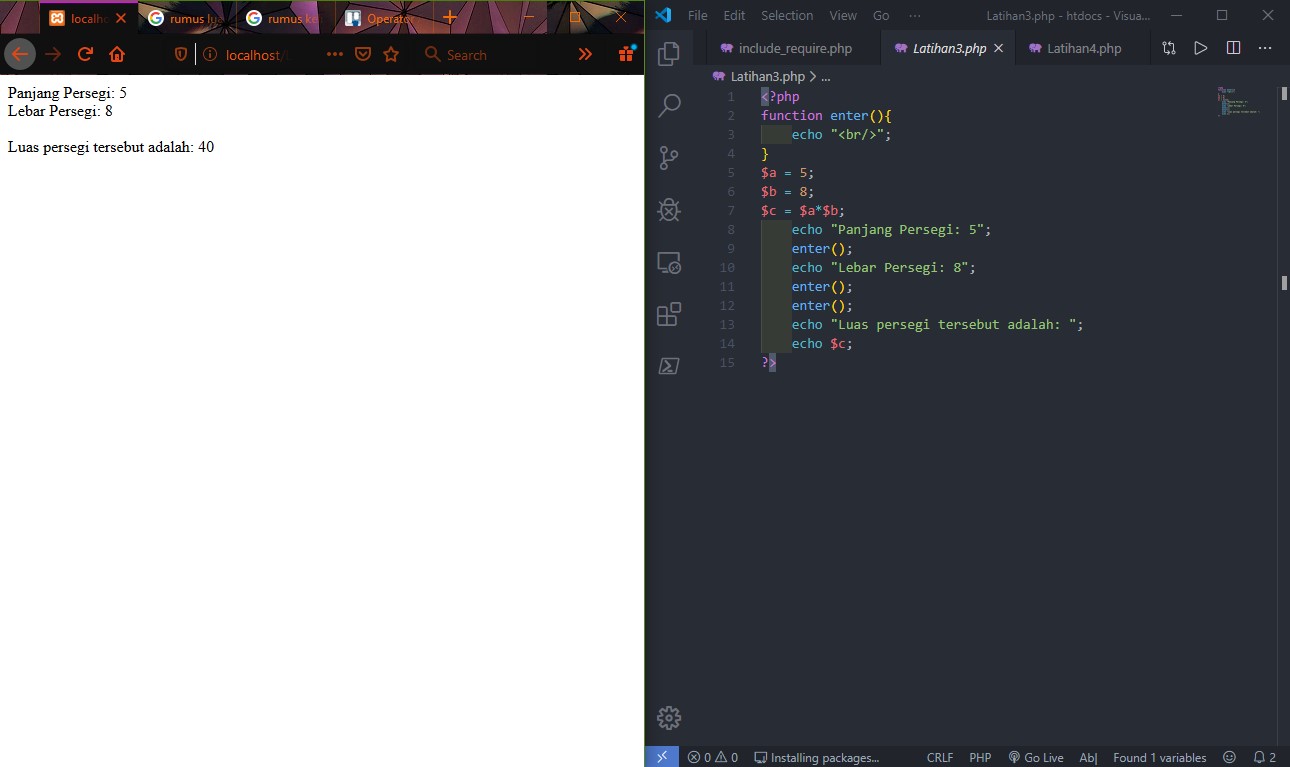 localh
rumus lu
rumus ke
Operator
localhost/
Search
Panjang Persegi: 5
Lebar Persegi: 8
Luas persegi tersebut adalah: 40
File Edit Selection View Go ··· Latihan3.php - htdocs - Visua...
include_require.php Latihan3.php Latihan4.php
Latihan3.php > ...
1 <?php
2 function enter(){
3 echo "<br/>";
4 }
5 $a = 5;
6 $b = 8;
7 $c = $a*$b;
8 echo "Panjang Persegi: 5";
9 enter();
10 echo "Lebar Persegi: 8";
11 enter();
12 enter();
13 echo "Luas persegi tersebut adalah: ";
14 echo $c;
15 ?>
0 0 Installing packages... CRLF PHP Go Live Ab| Found 1 variables 2